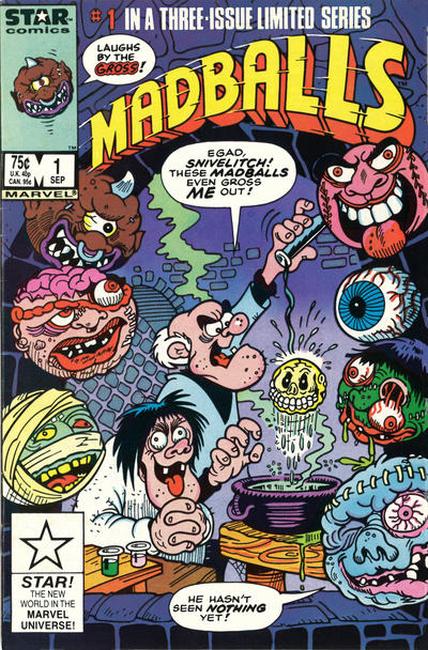 STAR
comics
#1 IN A THREE-ISSUE LIMITED SERIES
LAUGHS
BY THE
GROSS!
MADBALLS
TM
TM
75¢
U.K. 40p
CAN. 95¢
M
1
SEP
MARVEL
EGAD,
SNIVELITCH!
THESE MADBALLS
EVEN GROSS
ME OUT!
STAR!
THE NEW
WORLD IN THE
MARVEL
UNIVERSE!
HE HASN'T
SEEN NOTHING
YET!